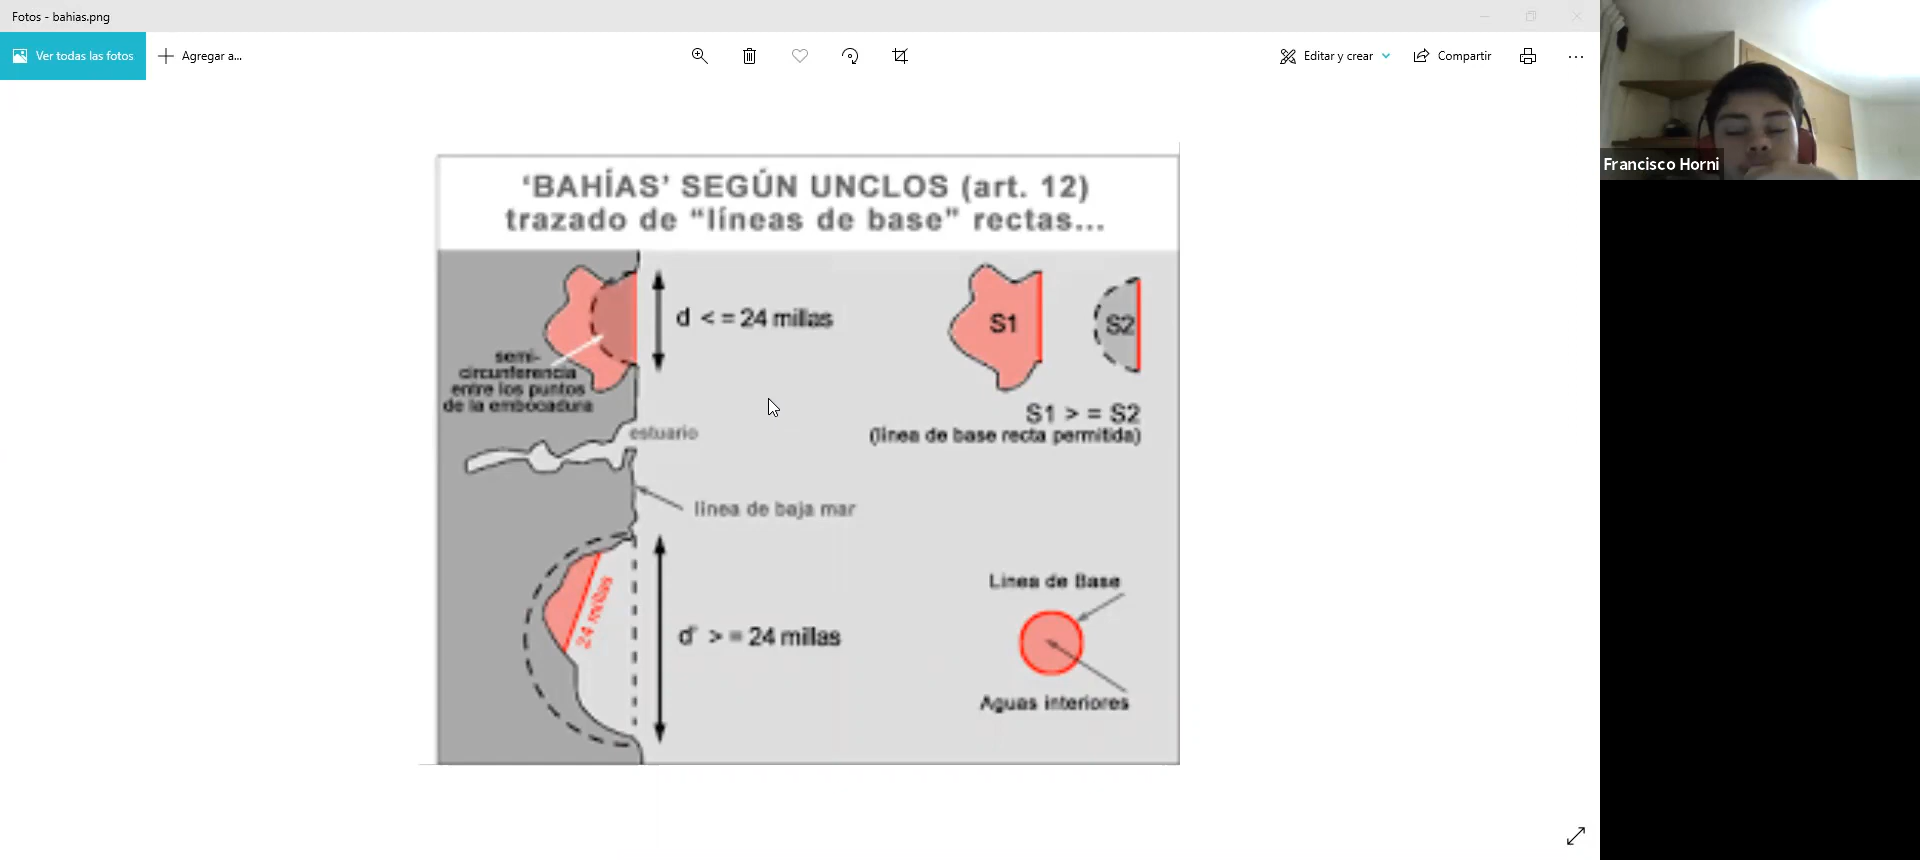 Fotos - bahias.png
Ver todas las fotos
Agregar a...
Editar y crear
Compartir
Francisco Horni
‘BAHÍAS’ SEGÚN UNCLOS (art. 12)
trazado de “líneas de base” rectas...
d < = 24 millas
S1
S2
semi-
circunferencia
entre los puntos
de la embocadura
S1 > = S2
(línea de base recta permitida)
estuario
línea de baja mar
24 millas
d' > = 24 millas
Linea de Base
Aguas interiores